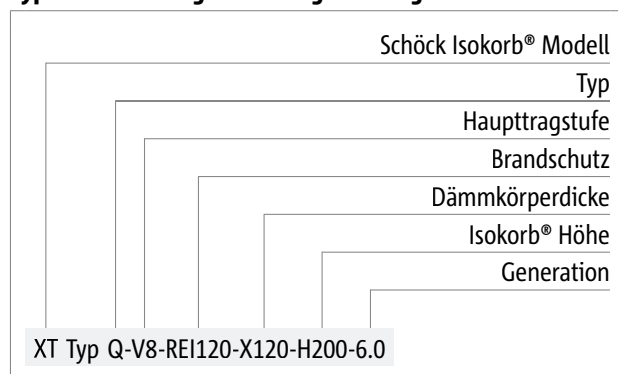 Schöck Isokorb® Modell
Typ
Haupttragstufe
Brandschutz
Dämmkörperdicke
Isokorb® Höhe
Generation
XT Typ Q-V8-REI120-X120-H200-6.0